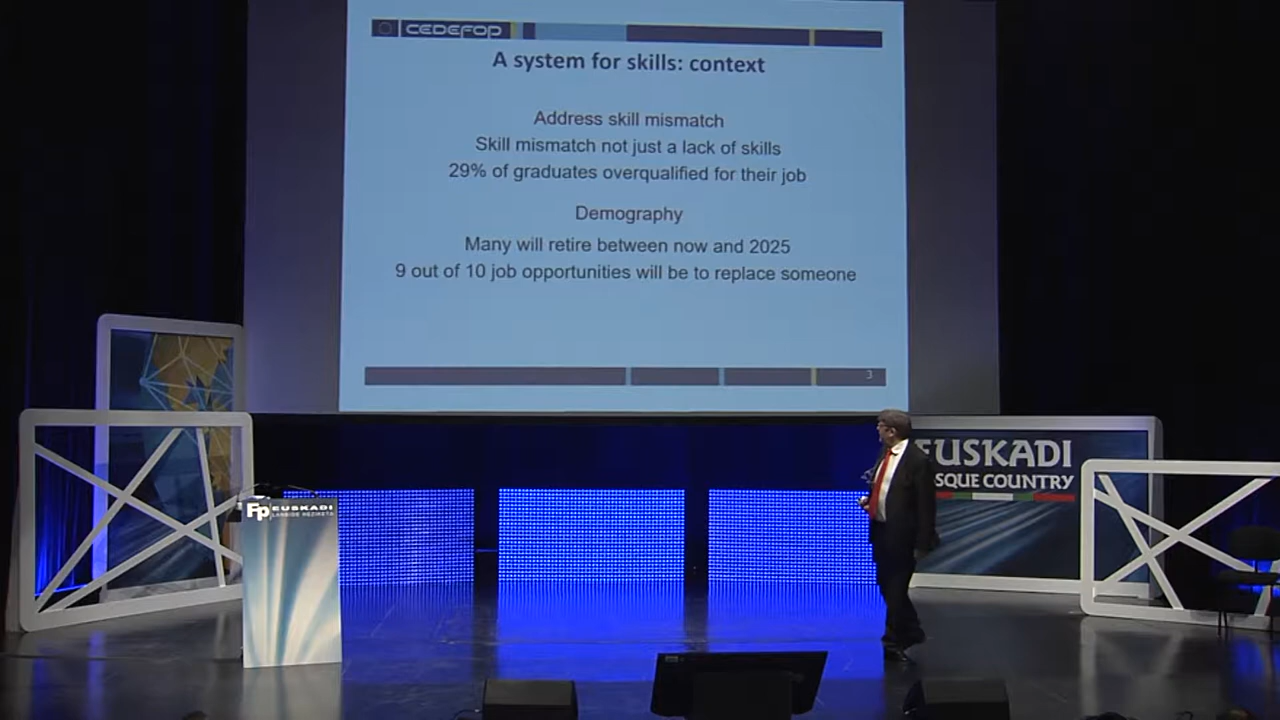 CEDEFOP
A system for skills: context
Address skill mismatch
Skill mismatch not just a lack of skills
29% of graduates overqualified for their job
Demography
Many will retire between now and 2025
9 out of 10 job opportunities will be to replace someone
3
EUSKADI
SQUE COUNTRY
Fp EUSKADI
LANBIDE HEZIKETA